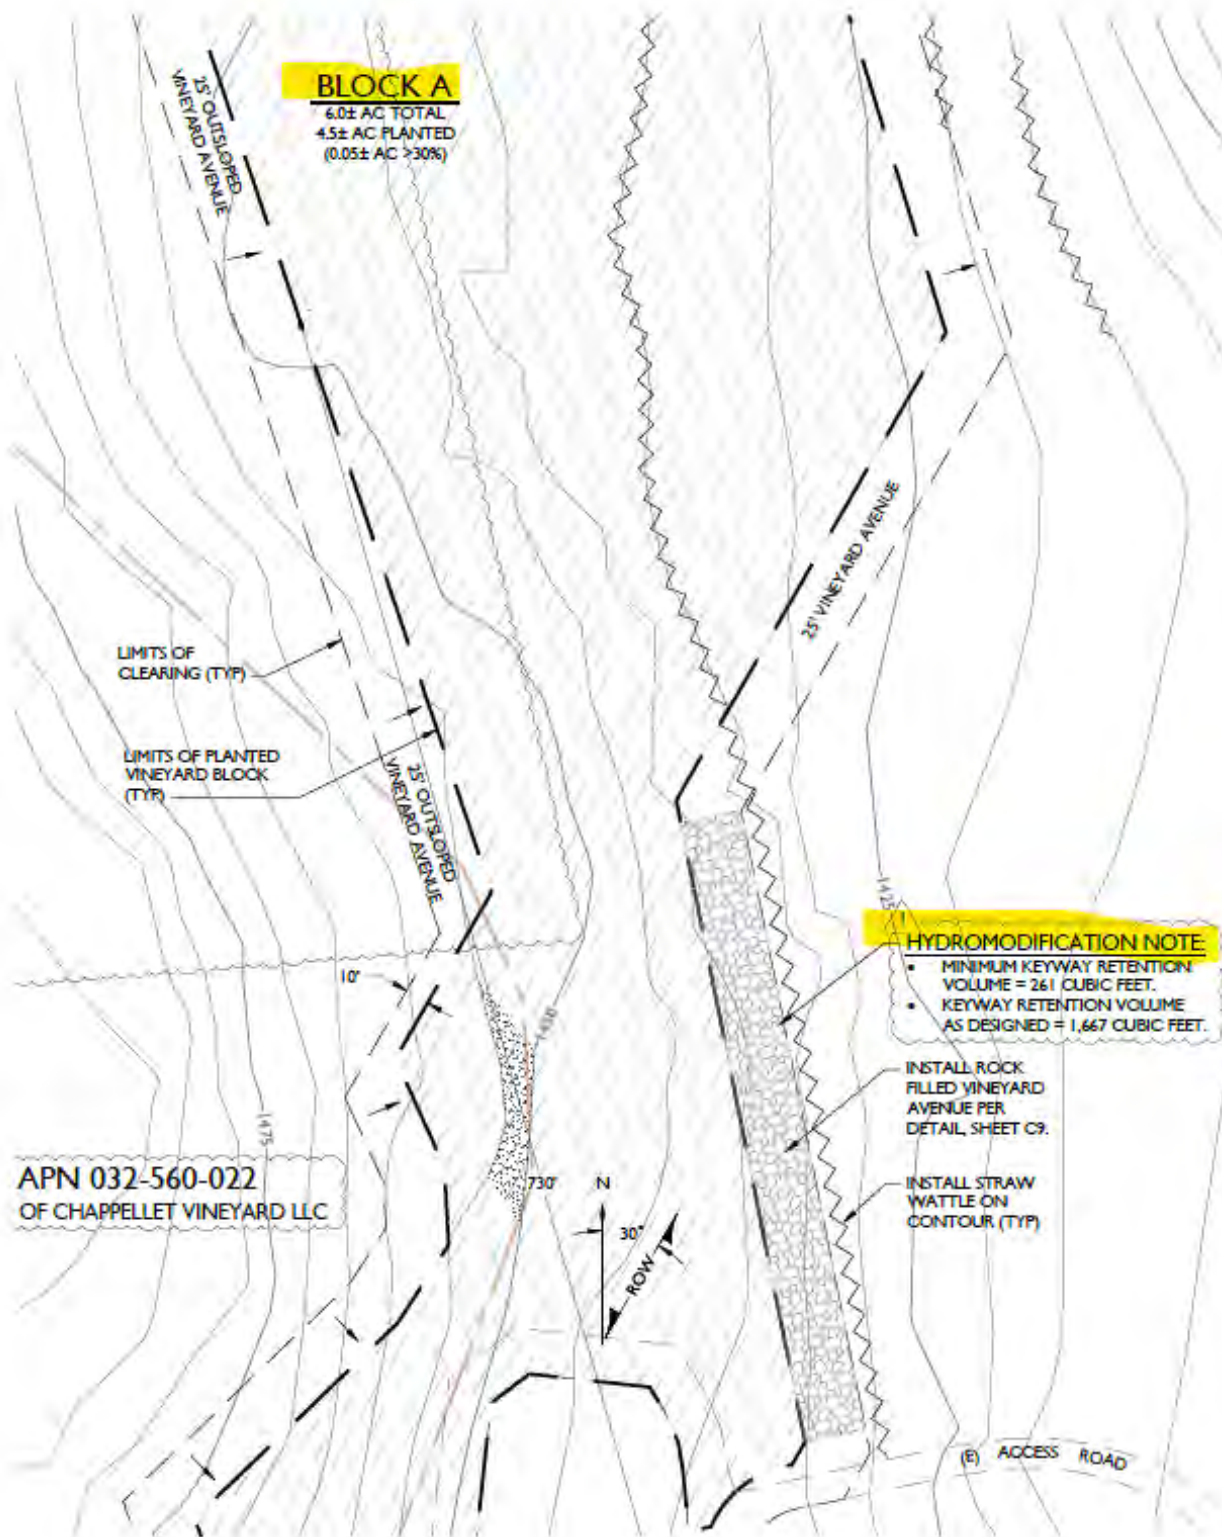 BLOCK A
6.0± AC TOTAL
4.5± AC PLANTED
(0.05± AC >30%)
25' OUTSLOPED
VINEYARD AVENUE
25' VINEYARD AVENUE
LIMITS OF
CLEARING (TYP)
LIMITS OF PLANTED
VINEYARD BLOCK
(TYP)
25' OUTSLOPED
VINEYARD AVENUE
1425
HYDROMODIFICATION NOTE:
• MINIMUM KEYWAY RETENTION
VOLUME = 261 CUBIC FEET.
• KEYWAY RETENTION VOLUME
AS DESIGNED = 1,667 CUBIC FEET.
10'
1450
INSTALL ROCK
FILLED VINEYARD
AVENUE PER
DETAIL, SHEET C9.
1475
APN 032-560-022
OF CHAPPELLET VINEYARD LLC
730'
N
30°
ROW
INSTALL STRAW
WATTLE ON
CONTOUR (TYP)
(E) ACCESS ROAD